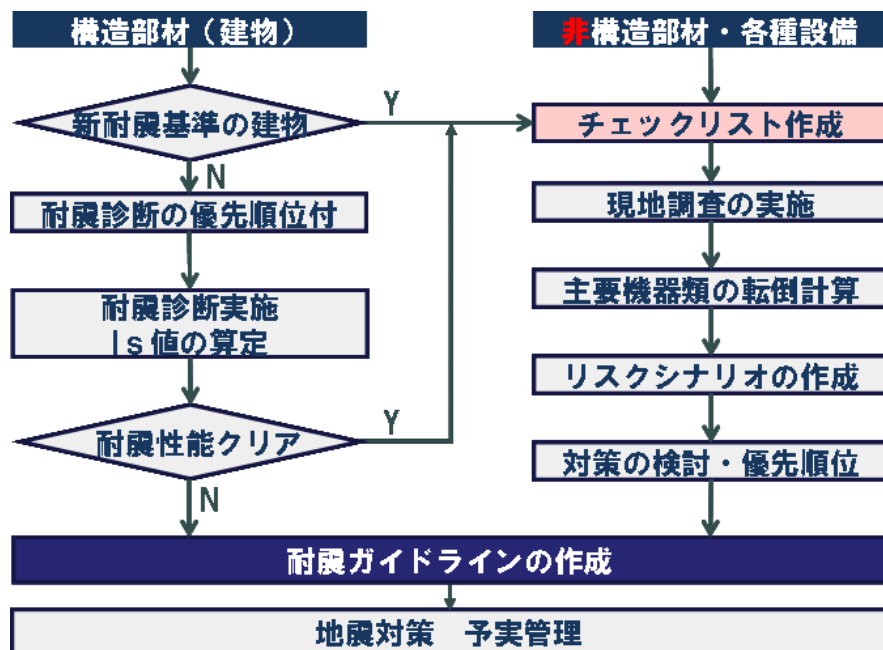 構造部材（建物）
新耐震基準の建物
Y
N
耐震診断の優先順位付
耐震診断実施
Ｉｓ値の算定
耐震性能クリア
Y
N
非構造部材・各種設備
チェックリスト作成
現地調査の実施
主要機器類の転倒計算
リスクシナリオの作成
対策の検討・優先順位
耐震ガイドラインの作成
地震対策　予実管理